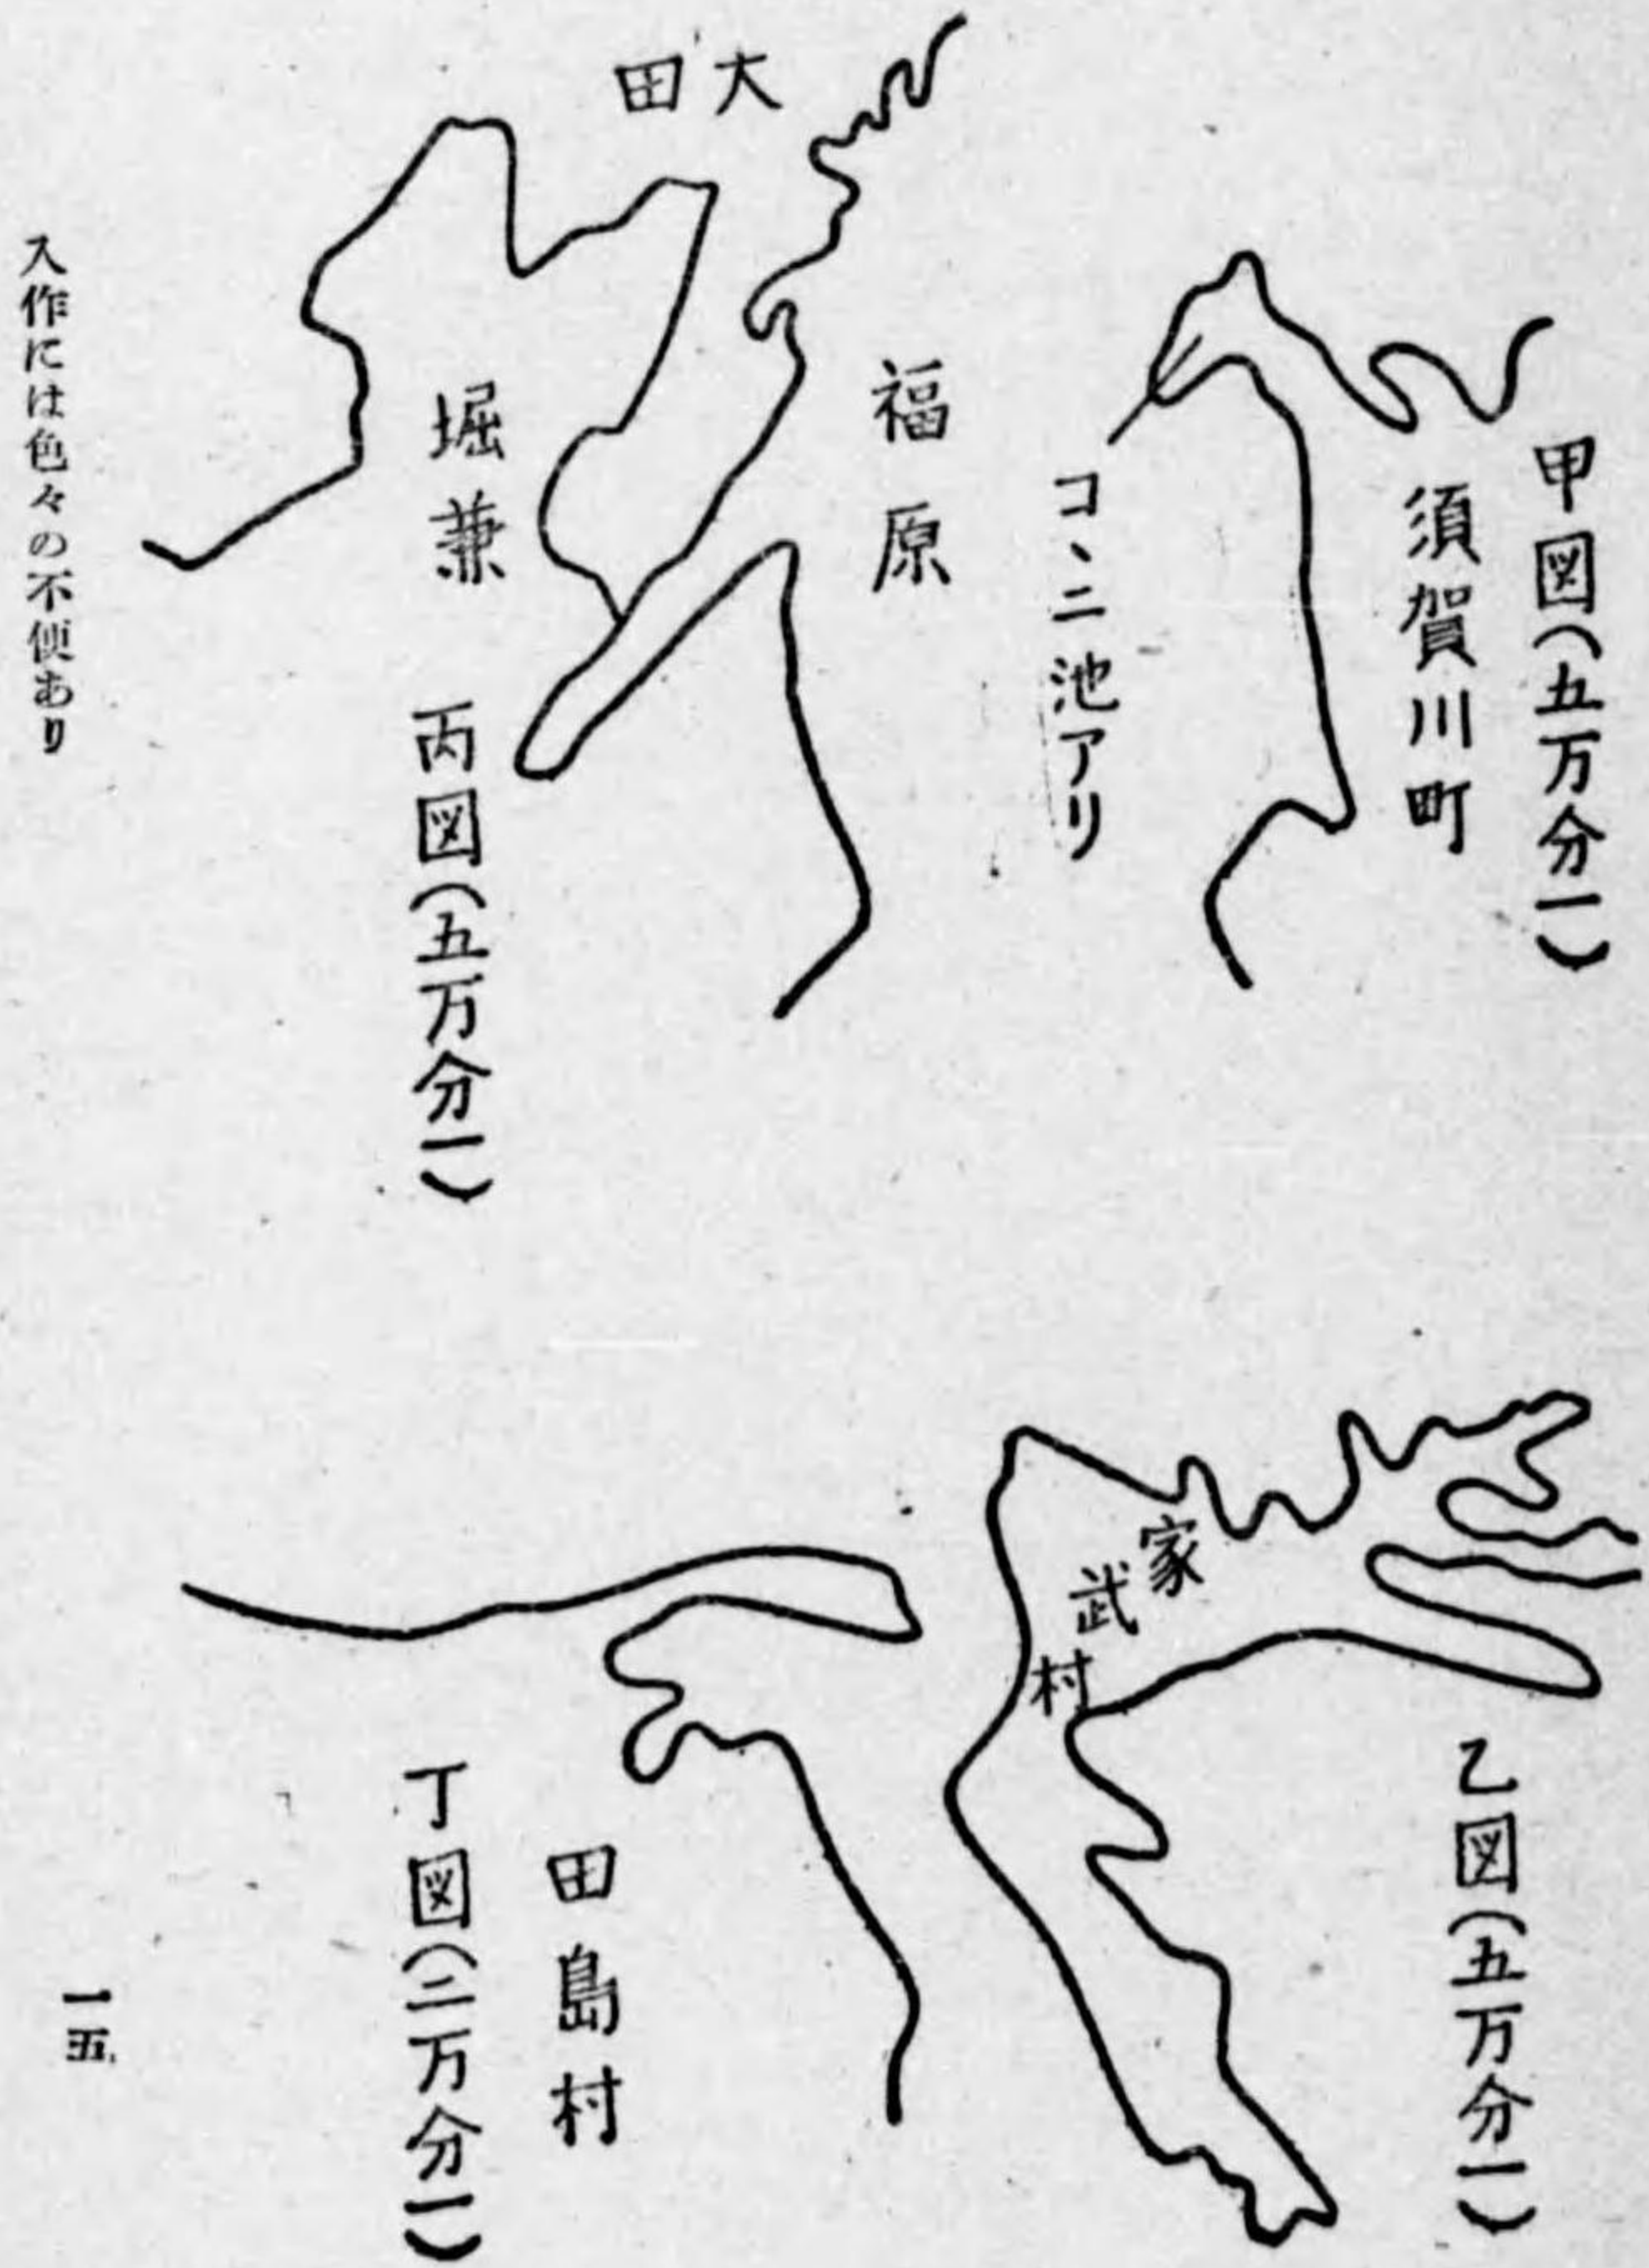 甲図(五万分一)
須賀川町
コヽニ池アリ
福原
大田
堀兼
丙図(五万分一)
乙図(五万分一)
家武村
田島村
丁図(二万分一)
入作には色々の不便あり
一五